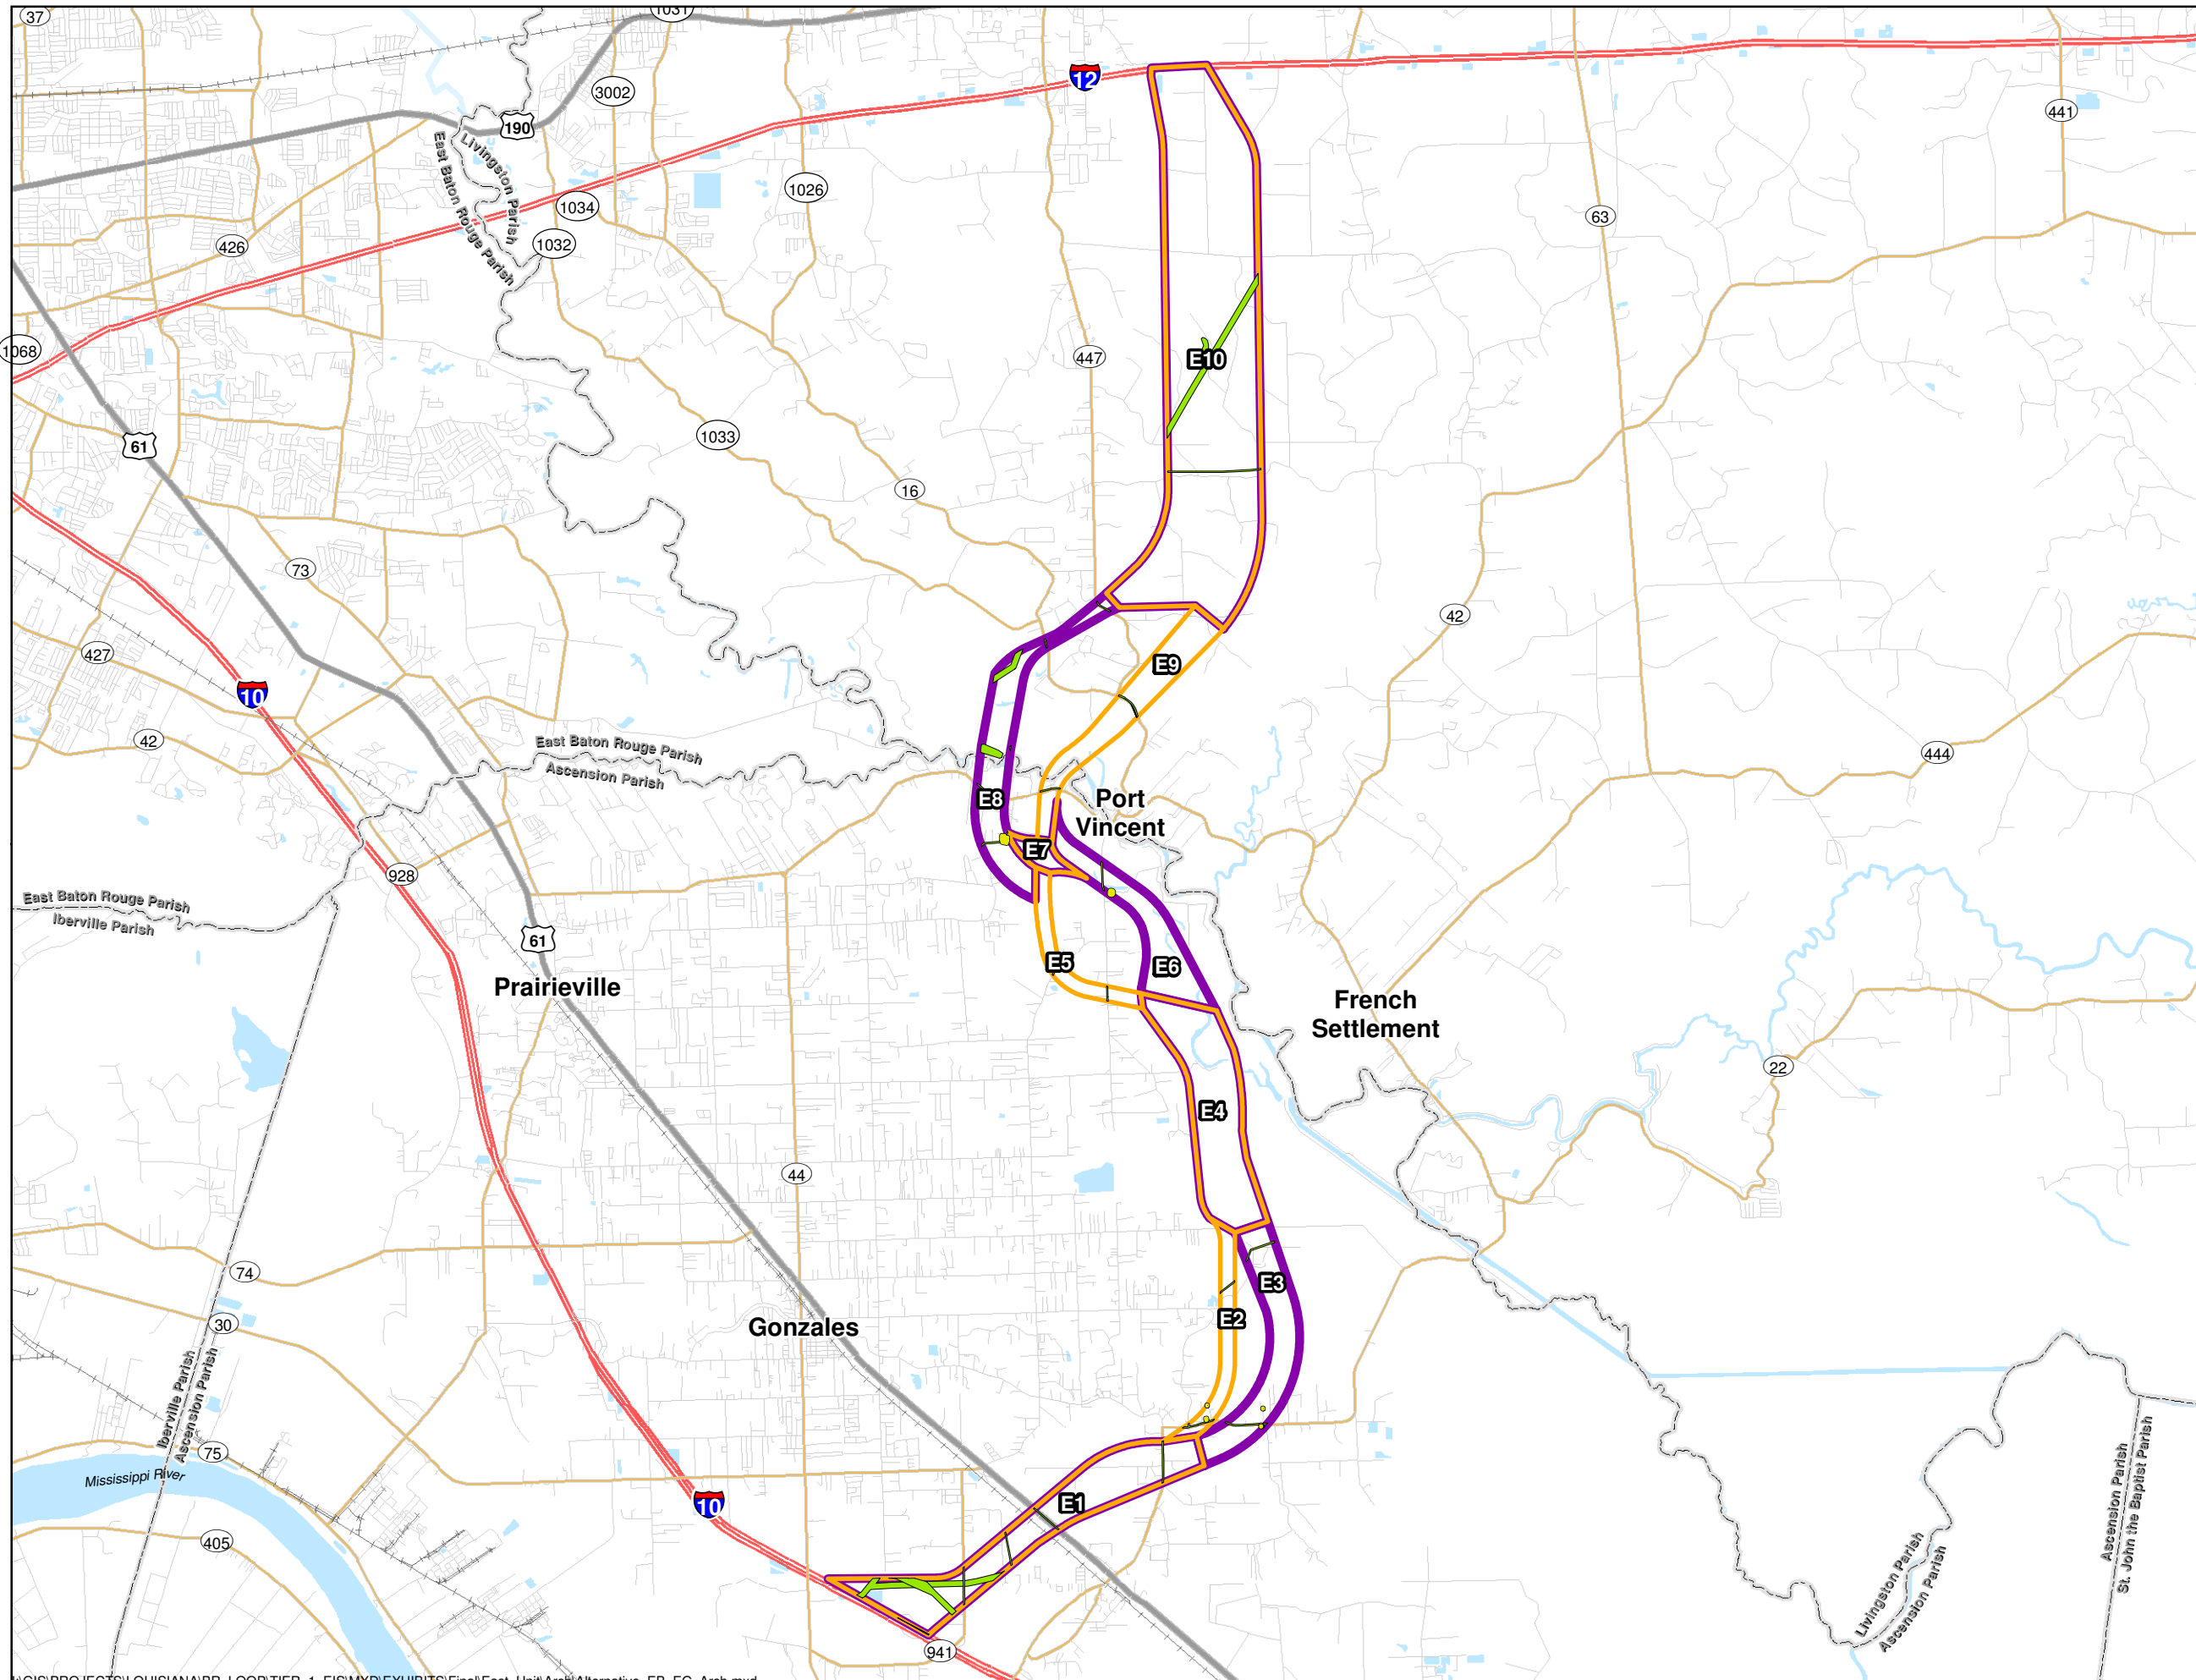 37
1031
12
3002
190
441
Livingston Parish
East Baton Rouge Parish
1026
1034
63
1032
426
1068
447
E10
61
1033
16
73
42
427
E9
10
42
East Baton Rouge Parish
Ascension Parish
444
E8
Port
Vincent
E7
928
East Baton Rouge Parish
Iberville Parish
61
E5
E6
Prairieville
French
Settlement
22
E4
44
74
E3
E2
30
Gonzales
Iberville Parish
Ascension Parish
75
Mississippi River
10
E1
405
941
Ascension Parish
St. John the Baptist Parish
Livingston Parish
Ascension Parish